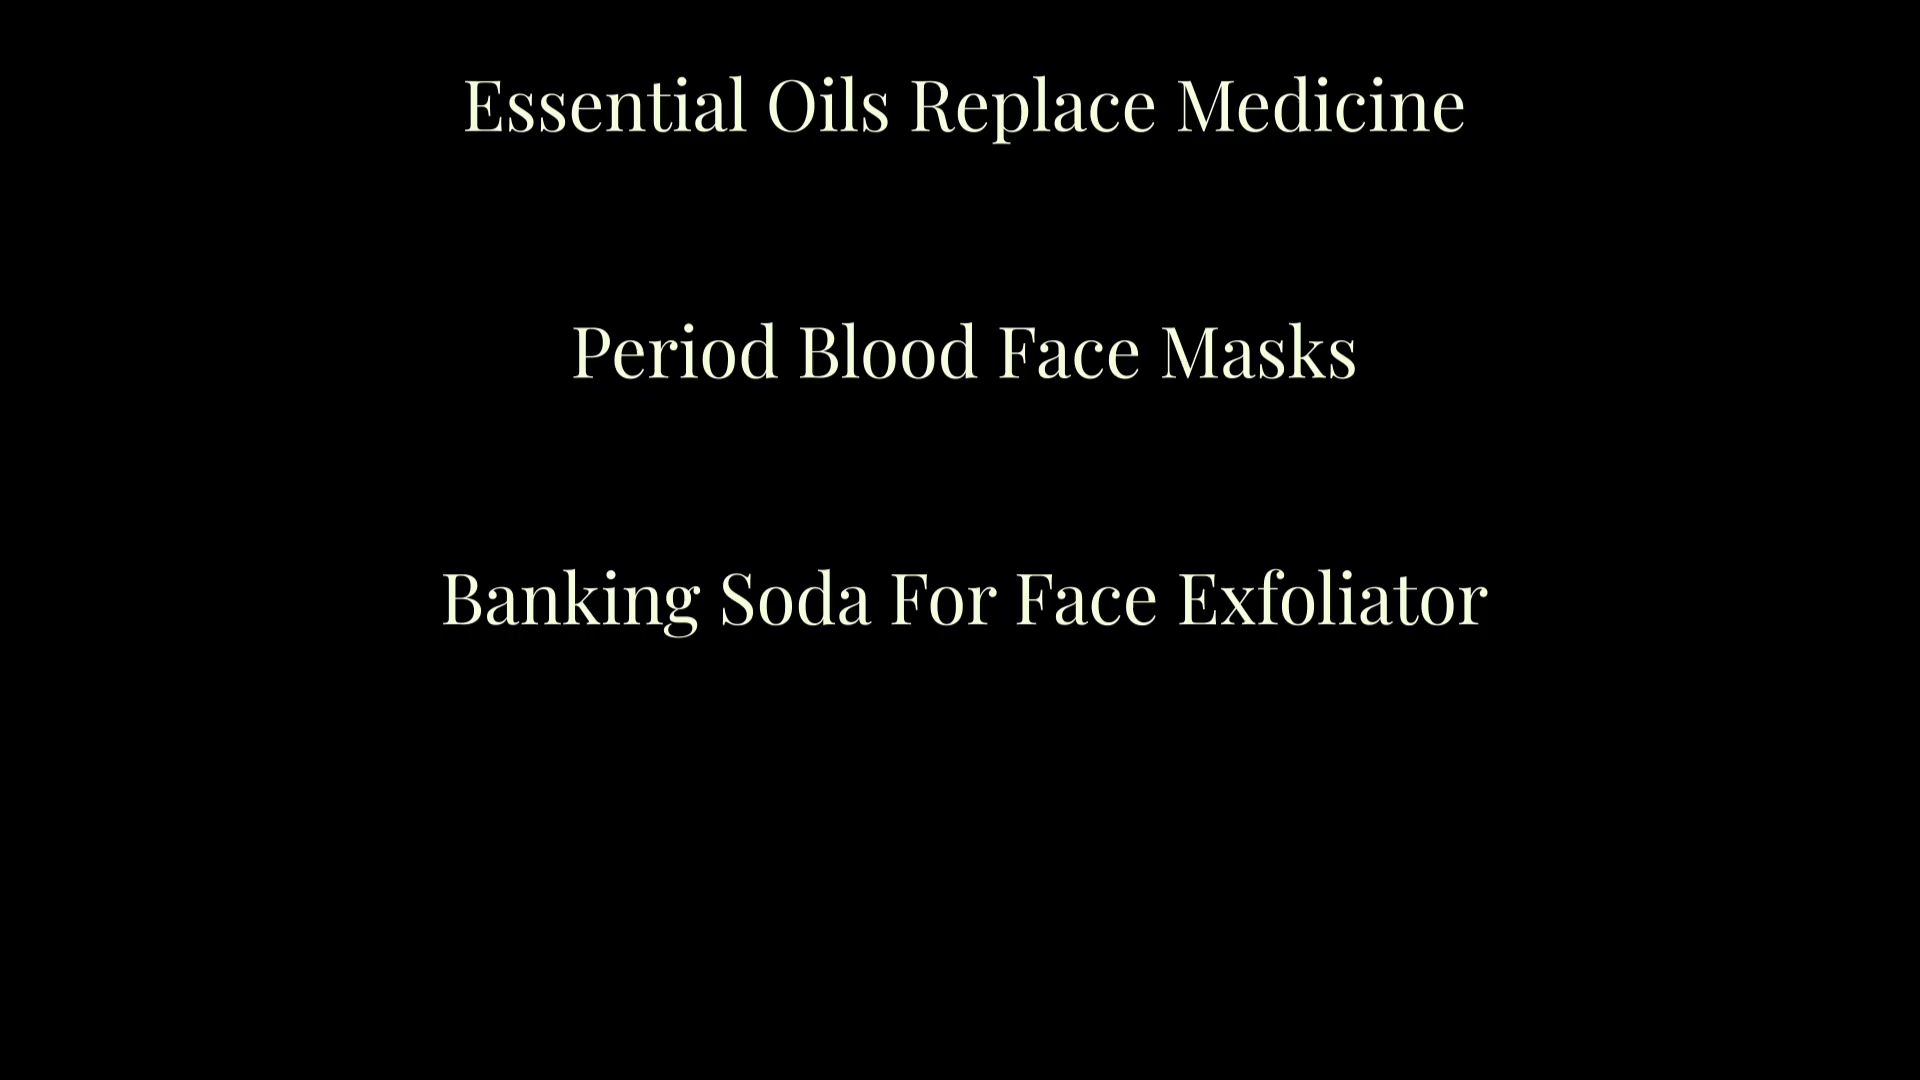 Essential Oils Replace Medicine
Period Blood Face Masks
Banking Soda For Face Exfoliator